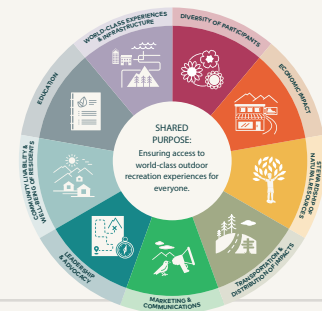 WORLD-CLASS EXPERIENCES
& INFRASTRUCTURE
DIVERSITY OF PARTICIPANTS
ECONOMIC IMPACT
STEWARDSHIP OF
NATURAL RESOURCES
TRANSPORTATION &
DISTRIBUTION OF IMPACTS
MARKETING &
COMMUNICATIONS
LEADERSHIP
& ADVOCACY
COMMUNITY LIVABILITY &
WELL-BEING OF RESIDENTS
EDUCATION
SHARED
PURPOSE:
Ensuring access to
world-class outdoor
recreation experiences for
everyone.